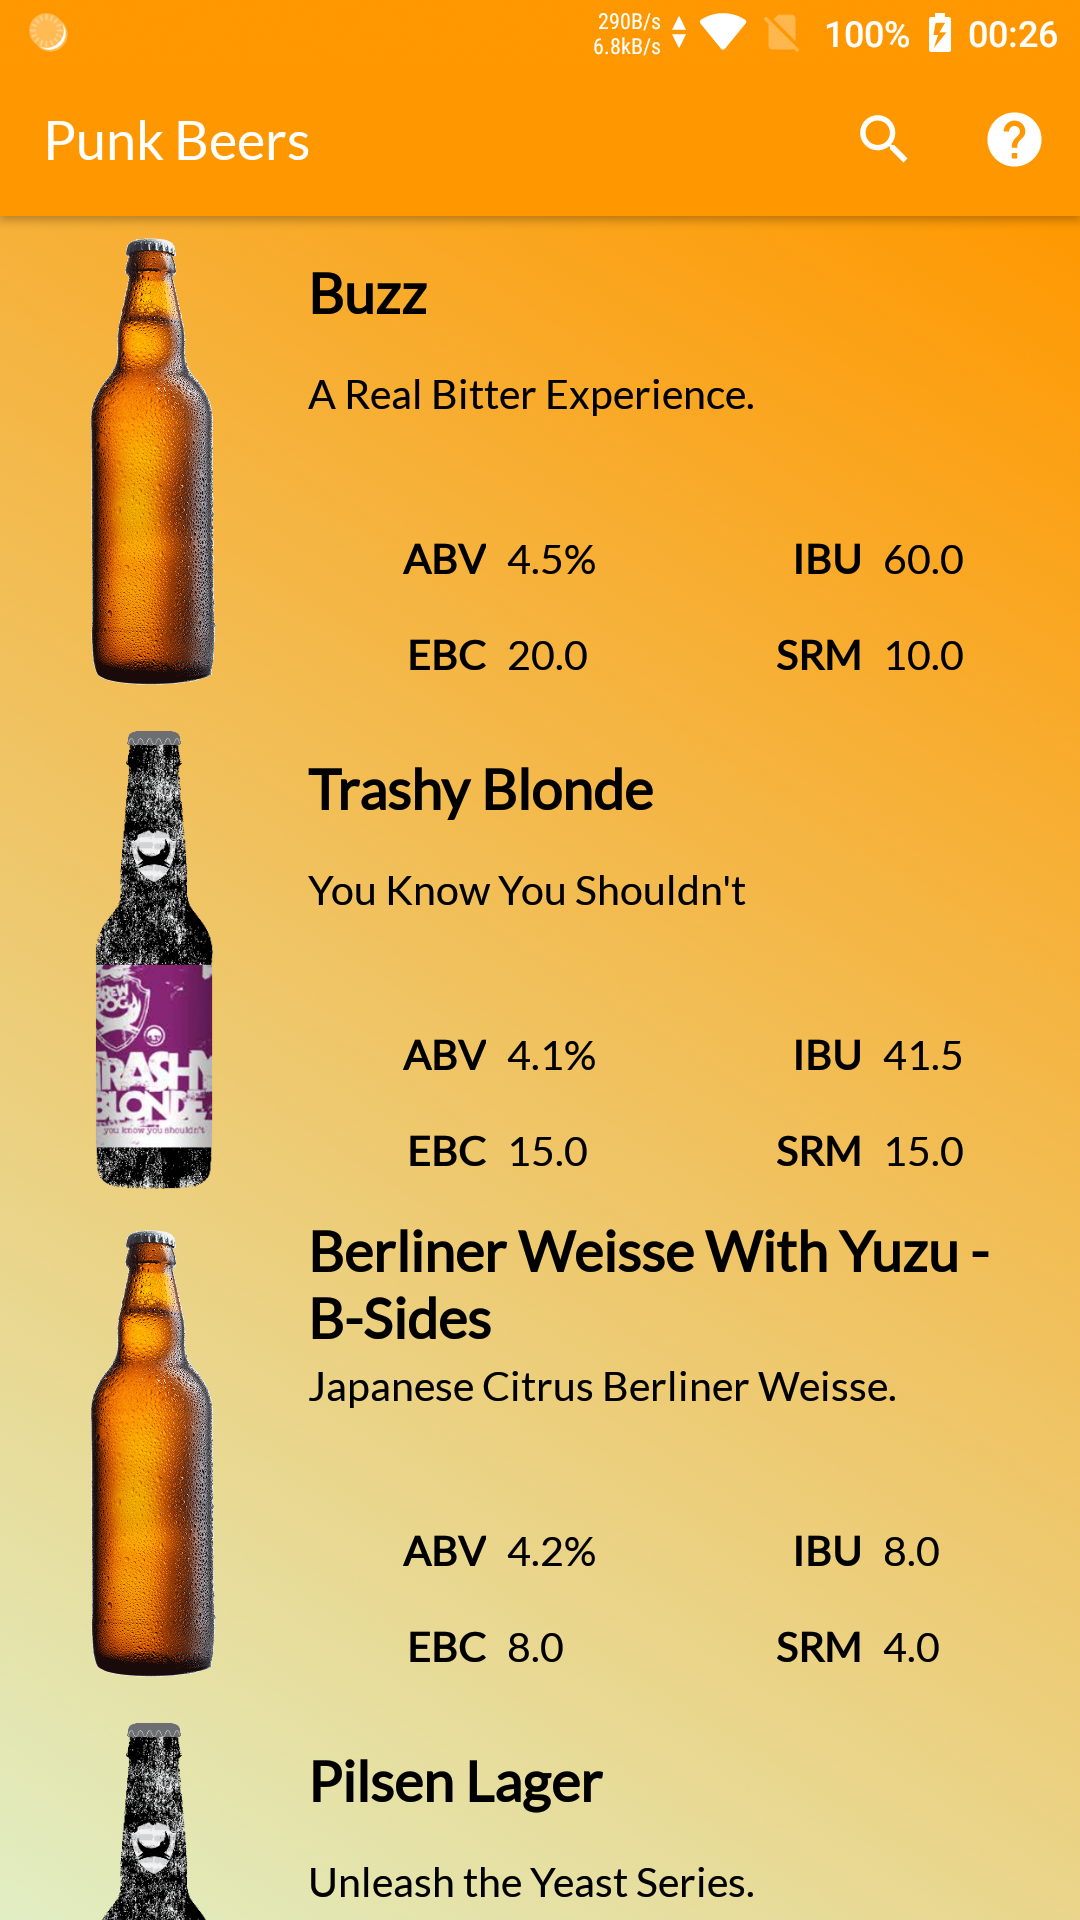 290B/s
6.8kB/s
100%
00:26
Punk Beers
Buzz
A Real Bitter Experience.
ABV 4.5% IBU 60.0
EBC 20.0 SRM 10.0
Trashy Blonde
You Know You Shouldn't
BREW
DOG
TRASHY
BLONDE
you know you shouldn't
ABV 4.1% IBU 41.5
EBC 15.0 SRM 15.0
Berliner Weisse With Yuzu -
B-Sides
Japanese Citrus Berliner Weisse.
ABV 4.2% IBU 8.0
EBC 8.0 SRM 4.0
Pilsen Lager
Unleash the Yeast Series.